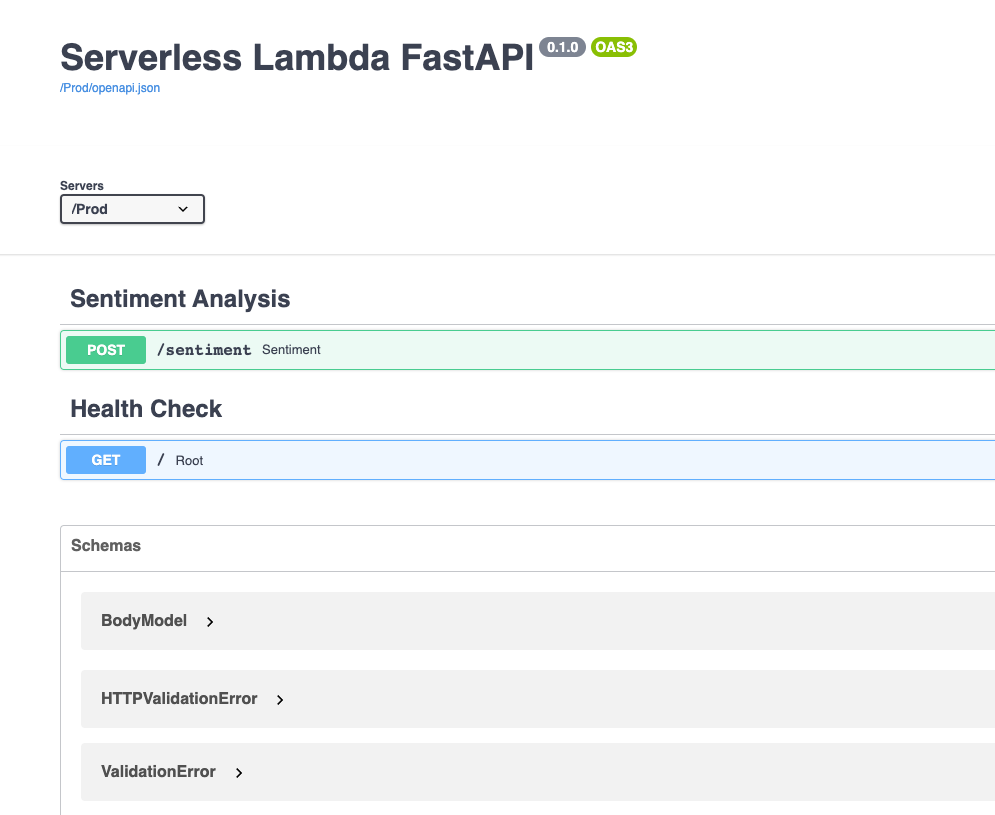 Serverless Lambda FastAPI 0.1.0 OAS3
/Prod/openapi.json
Servers
/Prod
Sentiment Analysis
POST /sentiment Sentiment
Health Check
GET / Root
Schemas
BodyModel
HTTPValidationError
ValidationError